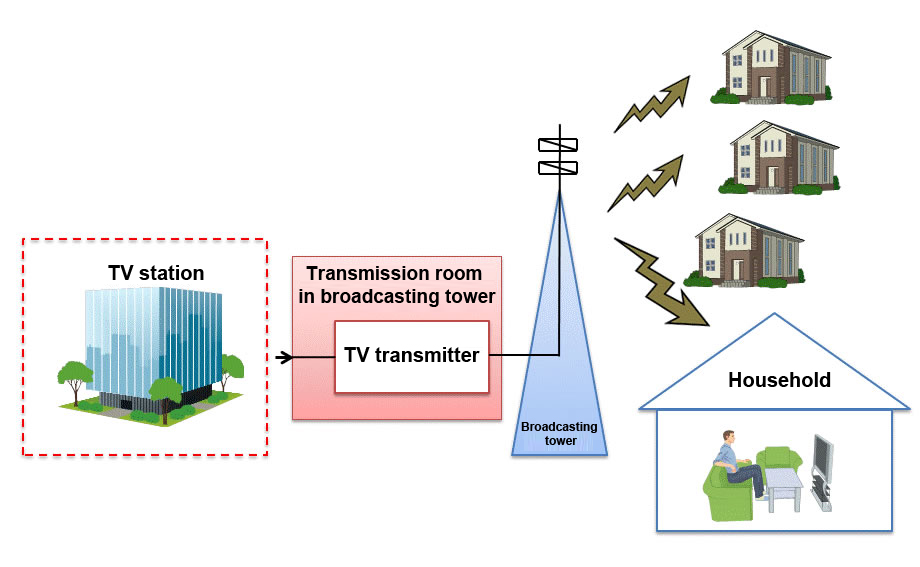 TV station
Transmission room
in broadcasting tower
TV transmitter
Broadcasting
tower
Household